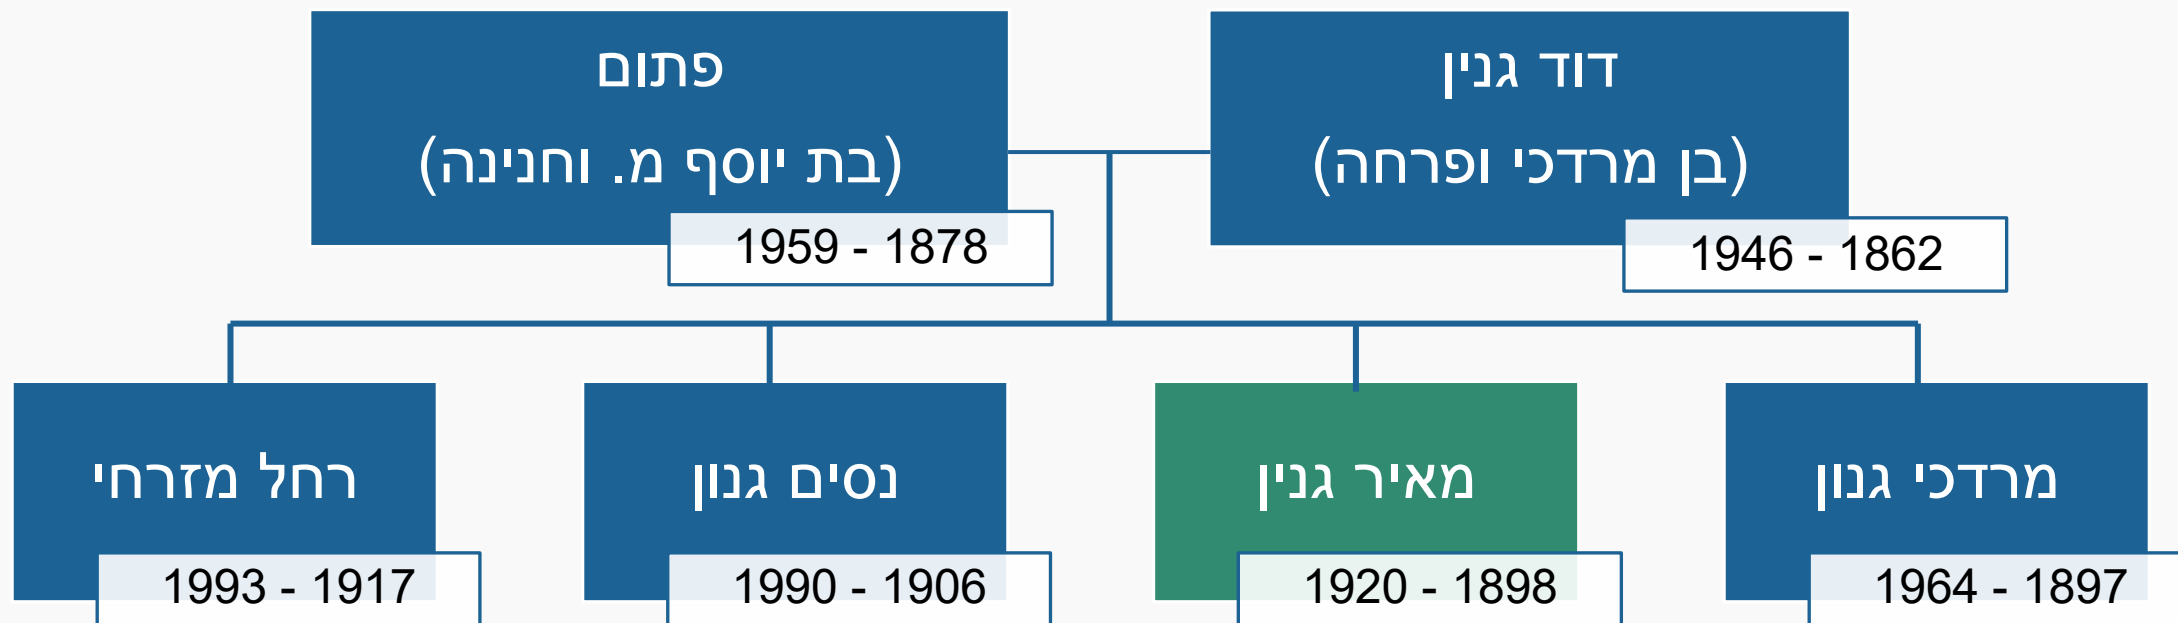 דוד גנין
(בן מרדכי ופרחה)
1946 - 1862
פתום
(בת יוסף מ. וחנינה)
1959 - 1878
מרדכי גנון
1964 - 1897
מאיר גנין
1920 - 1898
נסים גנון
1990 - 1906
רחל מזרחי
1993 - 1917